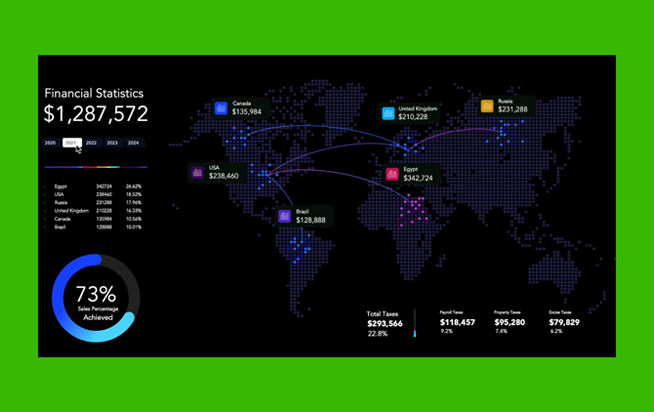 Financial Statistics
$1,287,572
2020 2021 2022 2023 2024
Egypt 342724 26.62%
USA 238460 18.52%
Russia 231288 17.96%
United Kingdom 210228 16.33%
Canada 135984 10.56%
Brazil 128888 10.01%
73%
Sales Percentage
Achieved
Canada
$135,984
United Kingdom
$210,228
Russia
$231,288
USA
$238,460
Egypt
$342,724
Brazil
$128,888
Total Taxes
$293,566
22.8%
Payroll Taxes
$118,457
9.2%
Property Taxes
$95,280
7.4%
Excise Taxes
$79,829
6.2%